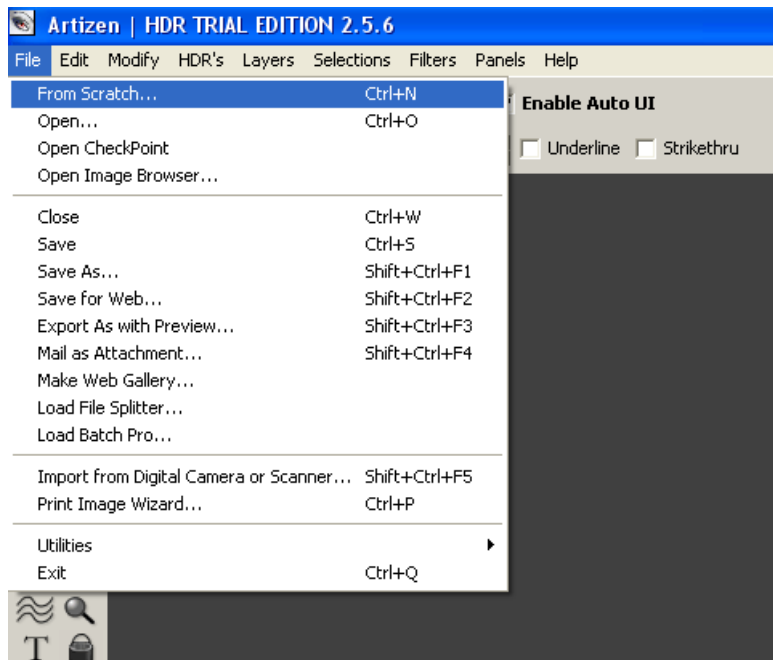 Artizen | HDR TRIAL EDITION 2.5.6
File Edit Modify HDR's Layers Selections Filters Panels Help
From Scratch... Ctrl+N
Enable Auto UI
Open... Ctrl+O
Open CheckPoint
Underline Strikethru
Open Image Browser...
Close Ctrl+W
Save Ctrl+S
Save As... Shift+Ctrl+F1
Save for Web... Shift+Ctrl+F2
Export As with Preview... Shift+Ctrl+F3
Mail as Attachment... Shift+Ctrl+F4
Make Web Gallery...
Load File Splitter...
Load Batch Pro...
Import from Digital Camera or Scanner... Shift+Ctrl+F5
Print Image Wizard... Ctrl+P
Utilities
Exit Ctrl+Q
T